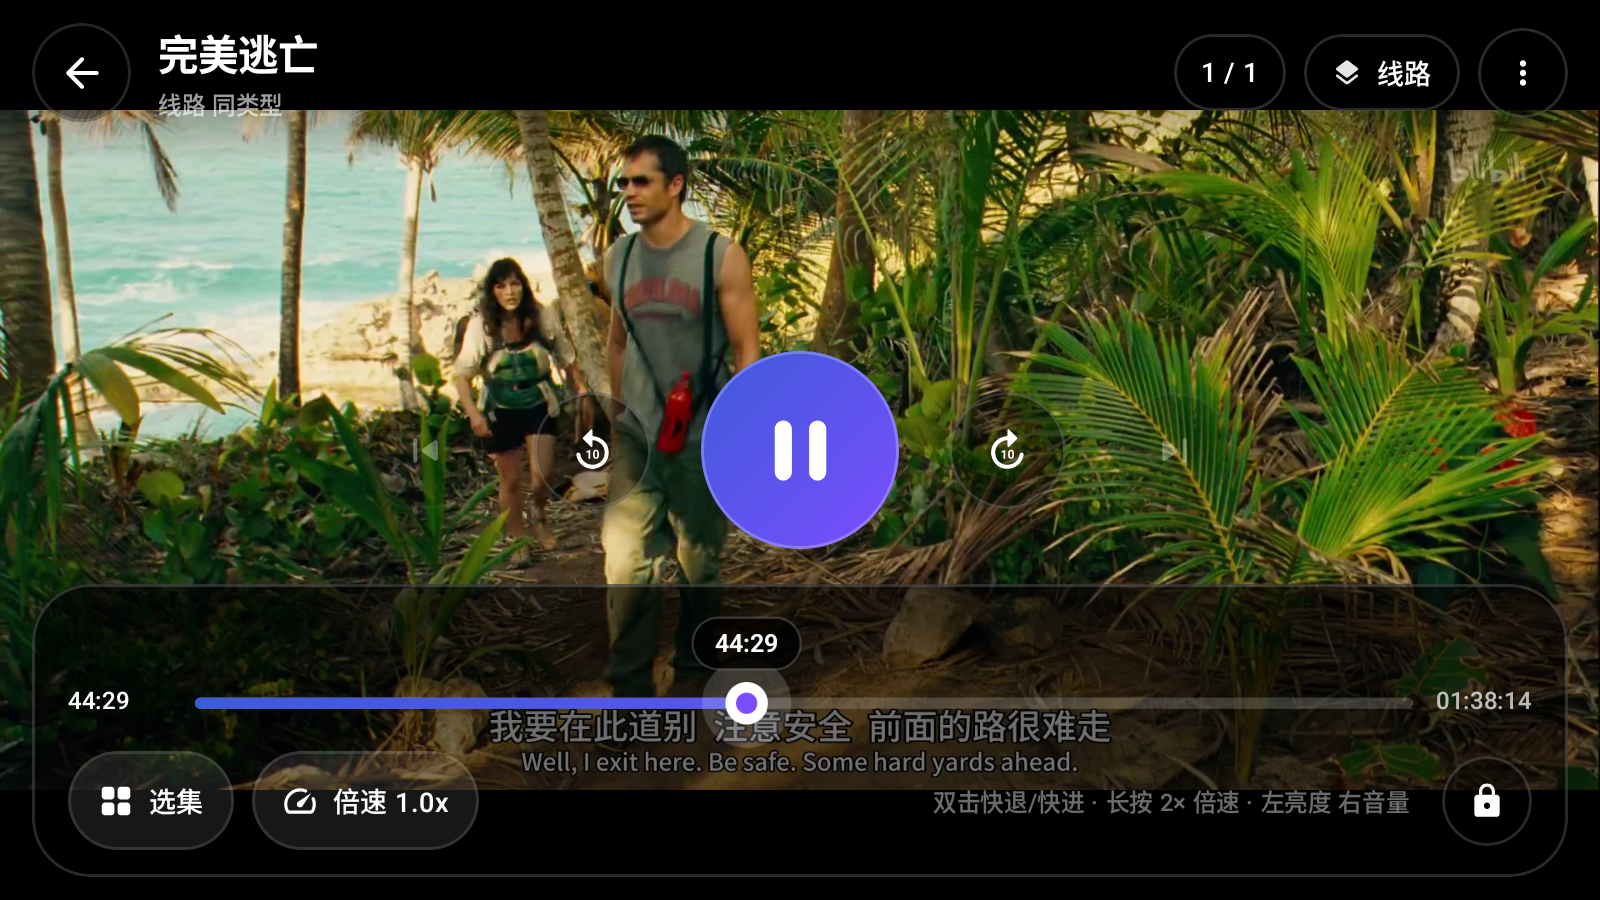 完美逃亡
线路 同类型
1 / 1
线路
bilibili
10
10
44:29
44:29
01:38:14
我要在此道别 注意安全 前面的路很难走
Well, I exit here. Be safe. Some hard yards ahead.
选集
倍速 1.0x
双击快退/快进 · 长按 2× 倍速 · 左亮度 右音量